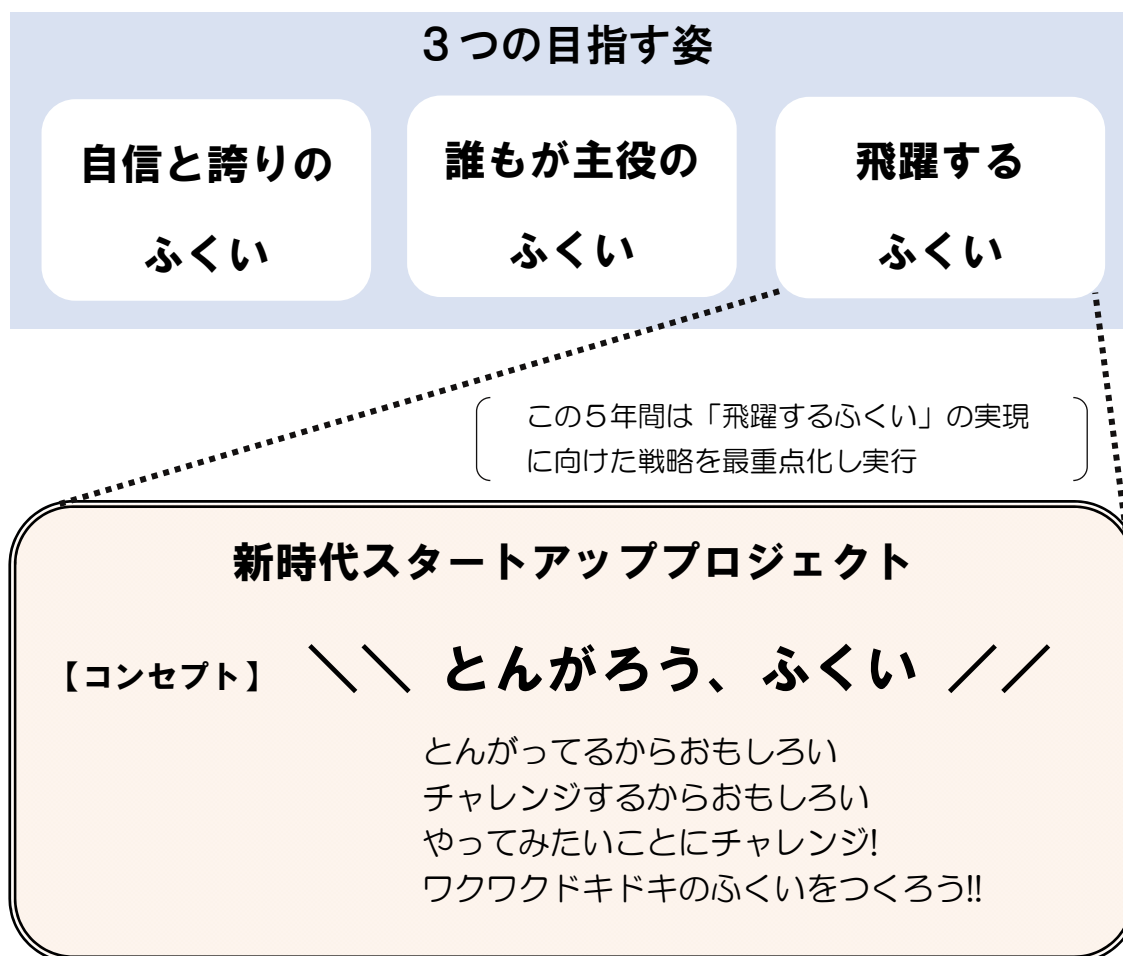 ３つの目指す姿
自信と誇りの
ふくい
誰もが主役の
ふくい
飛躍する
ふくい
この５年間は「飛躍するふくい」の実現
に向けた戦略を最重点化し実行
新時代スタートアッププロジェクト
【コンセプト】 ＼＼ とんがろう、ふくい ／／
とんがってるからおもしろい
チャレンジするからおもしろい
やってみたいことにチャレンジ!
ワクワクドキドキのふくいをつくろう!!